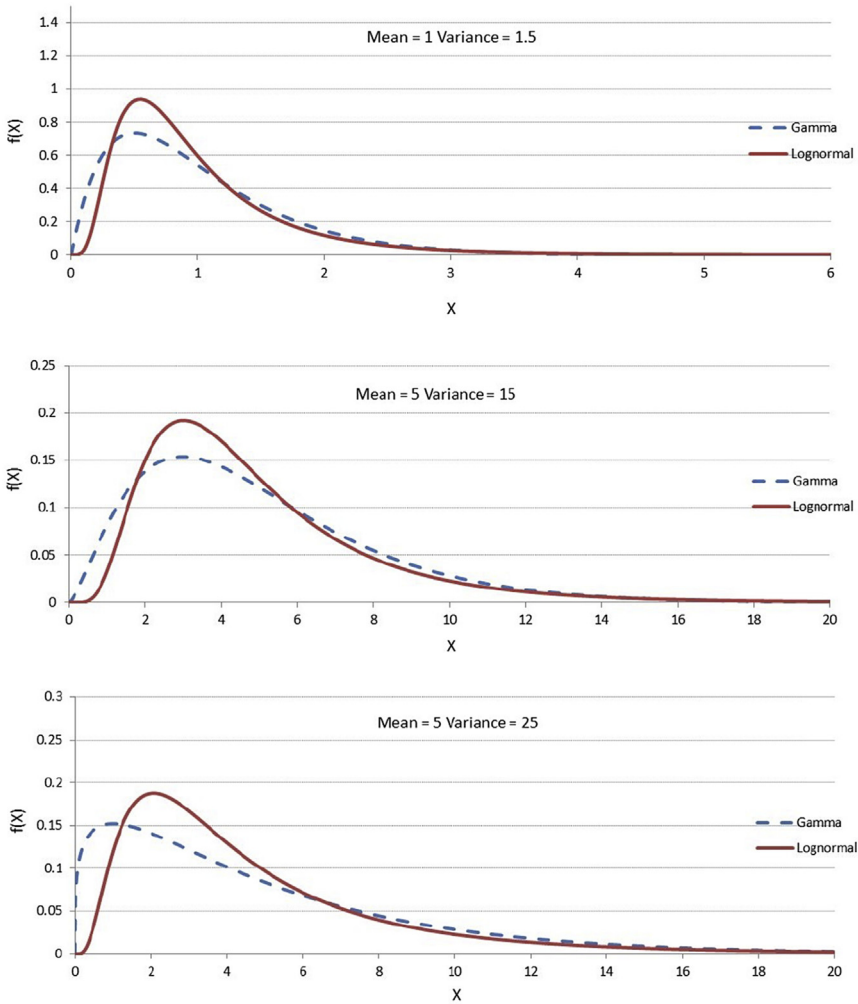 Mean = 1 Variance = 1.5
1.4
1.2
1
0.8
0.6
0.4
0.2
0
f(X)
Gamma
Lognormal
0 1 2 3 4 5 6
X
Mean = 5 Variance = 15
0.25
0.2
0.15
0.1
0.05
0
f(X)
Gamma
Lognormal
0 2 4 6 8 10 12 14 16 18 20
X
Mean = 5 Variance = 25
0.3
0.25
0.2
0.15
0.1
0.05
0
f(X)
Gamma
Lognormal
0 2 4 6 8 10 12 14 16 18 20
X